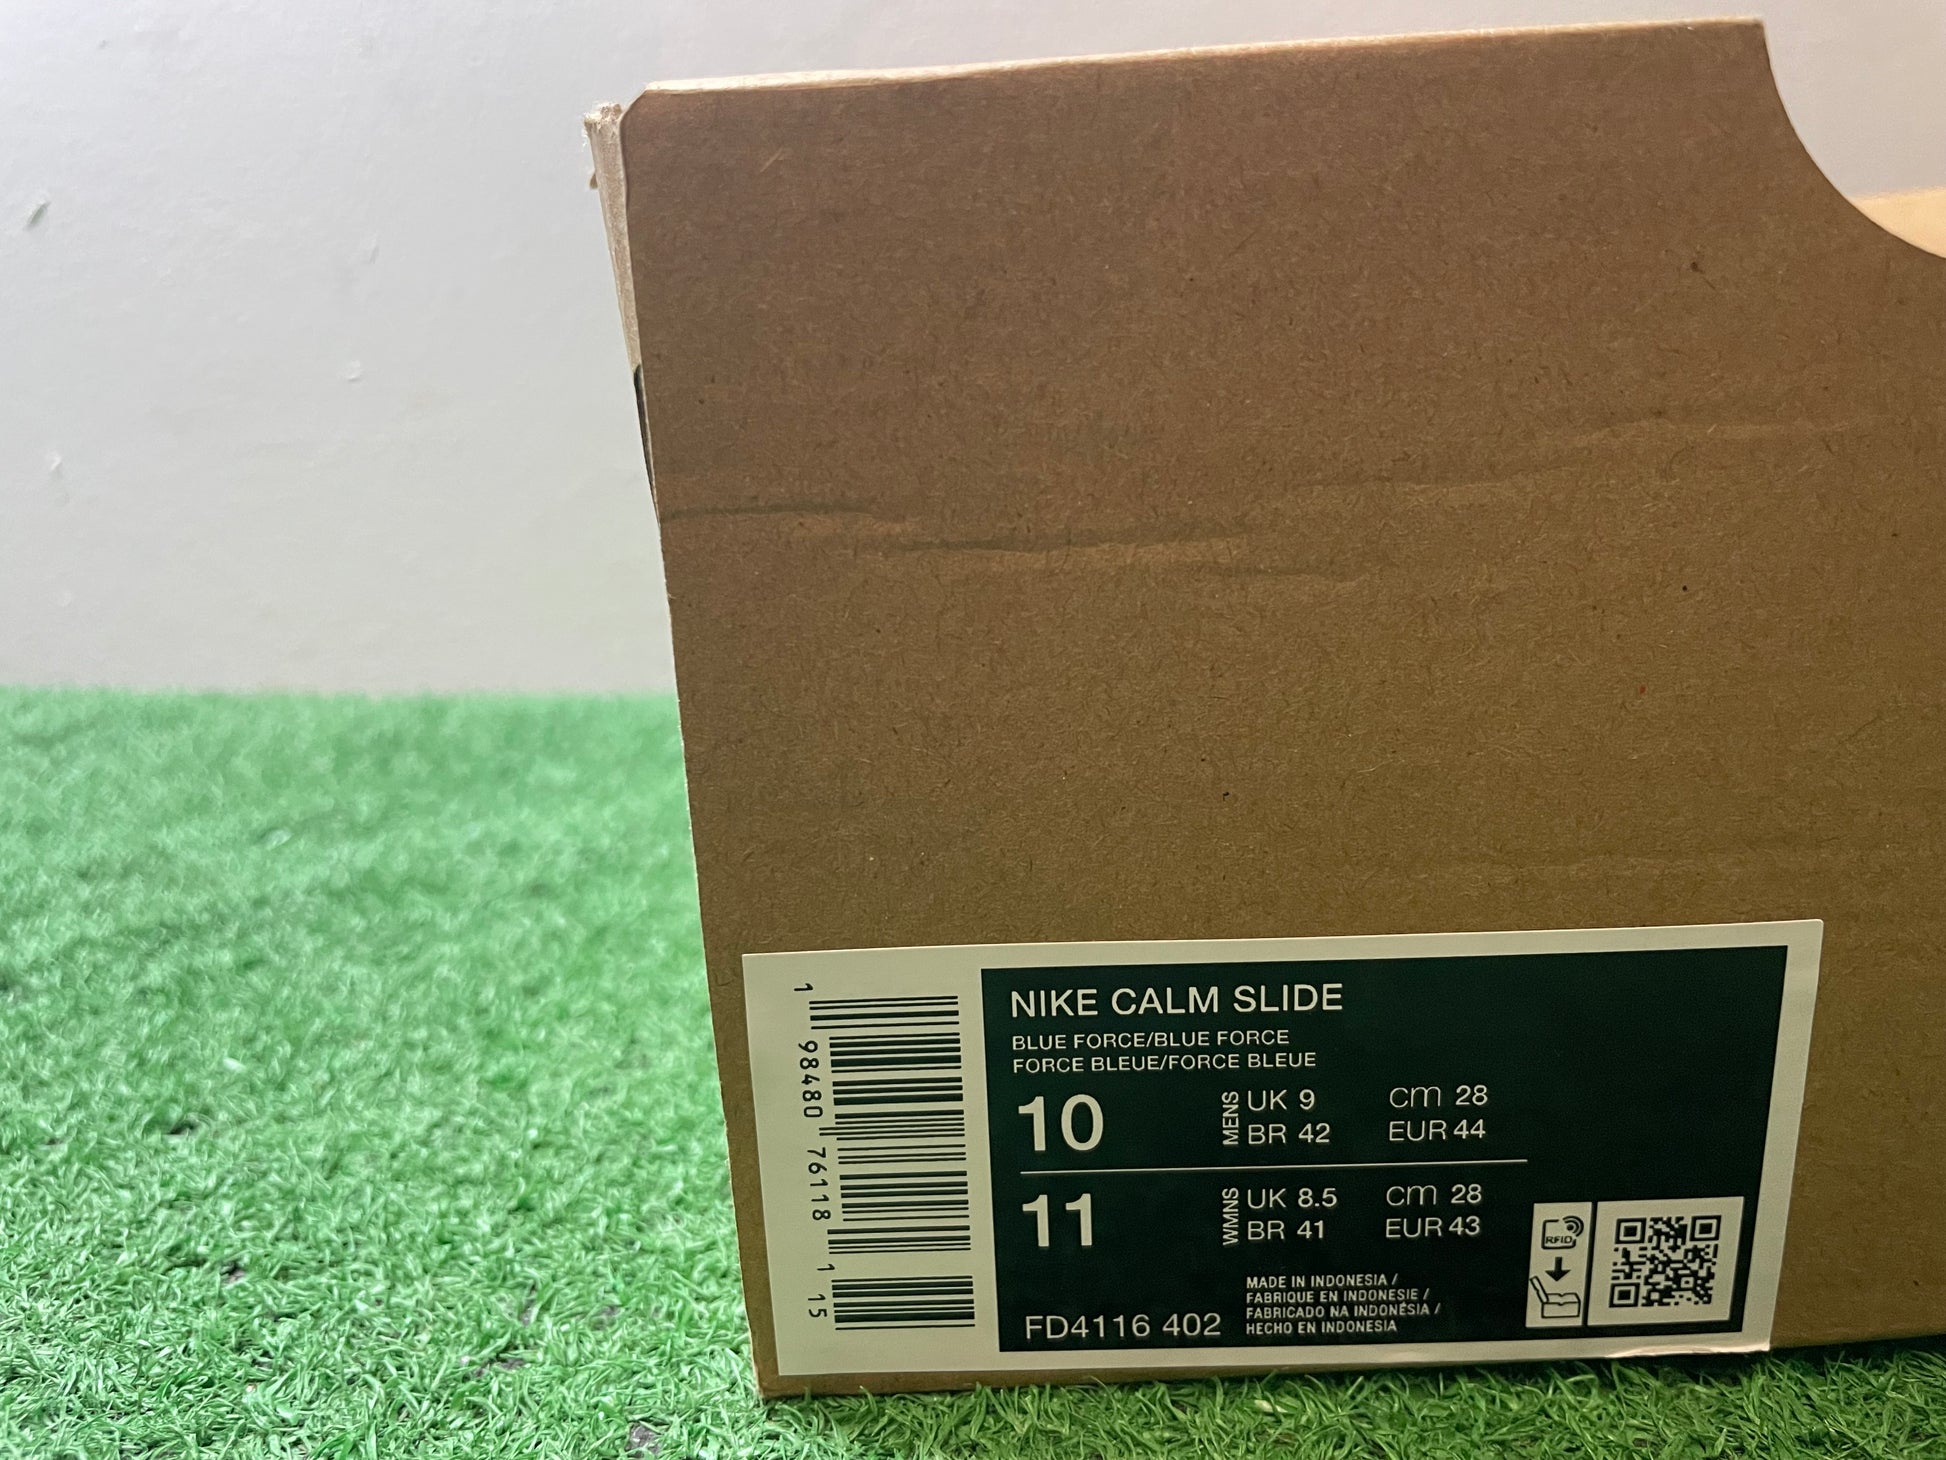 1 98480 76118 1 15
NIKE CALM SLIDE
BLUE FORCE/BLUE FORCE
FORCE BLEUE/FORCE BLEUE
10 MENS UK 9 cm 28
BR 42 EUR 44
11 WMNS UK 8.5 cm 28
BR 41 EUR 43
RFID
FD4116 402
MADE IN INDONESIA /
FABRIQUE EN INDONESIE /
FABRICADO NA INDONÉSIA /
HECHO EN INDONESIA